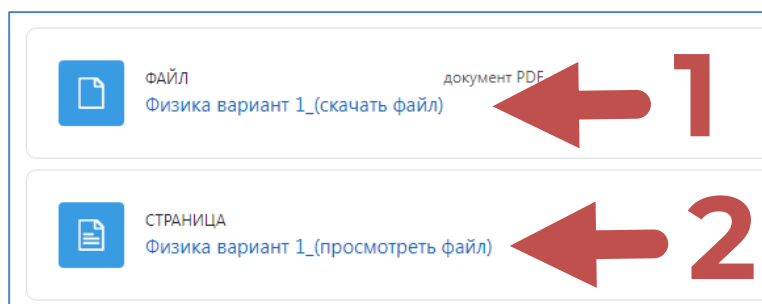 ФАЙЛ документ PDF
Физика вариант 1_(скачать файл)
1
СТРАНИЦА
Физика вариант 1_(просмотреть файл)
2